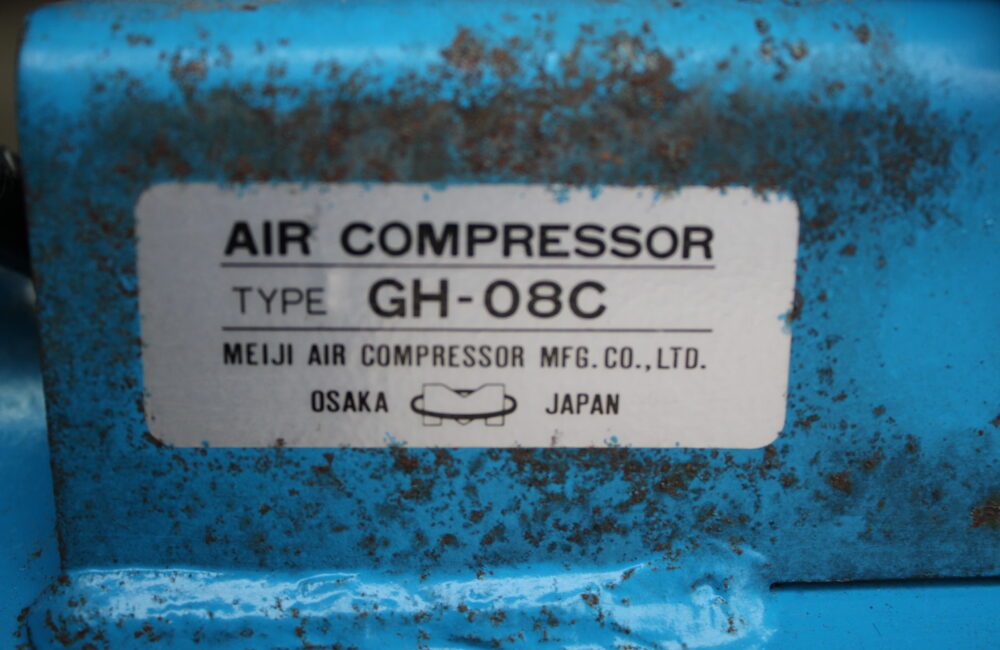 AIR COMPRESSOR
TYPE GH-08C
MEIJI AIR COMPRESSOR MFG.CO.,LTD.
OSAKA JAPAN